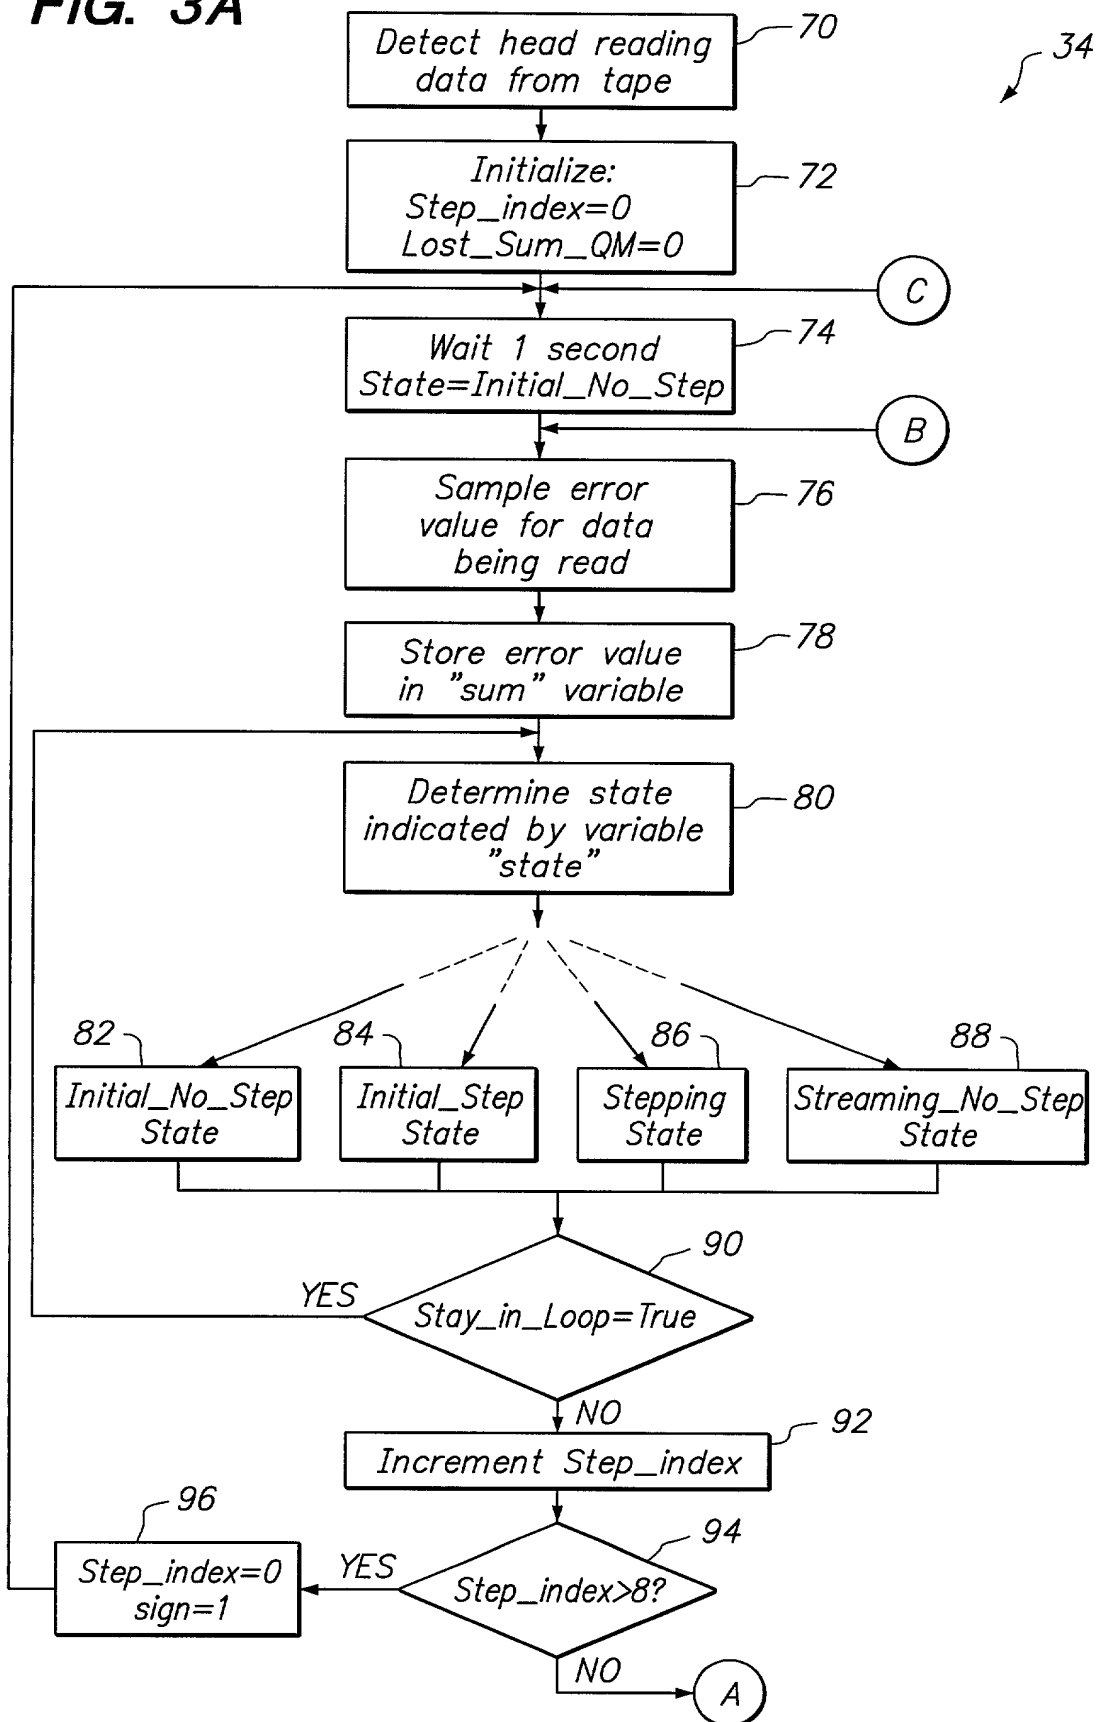 FIG. 3A
Detect head reading
data from tape
70
34
Initialize:
Step_index=0
Lost_Sum_QM=0
72
C
Wait 1 second
State=Initial_No_Step
74
B
Sample error
value for data
being read
76
Store error value
in "sum" variable
78
Determine state
indicated by variable
"state"
80
82
84
86
88
Initial_No_Step
State
Initial_Step
State
Stepping
State
Streaming_No_Step
State
90
YES
Stay_in_Loop=True
NO
92
Increment Step_index
96
94
Step_index=0
sign=1
YES
Step_index>8?
NO
A